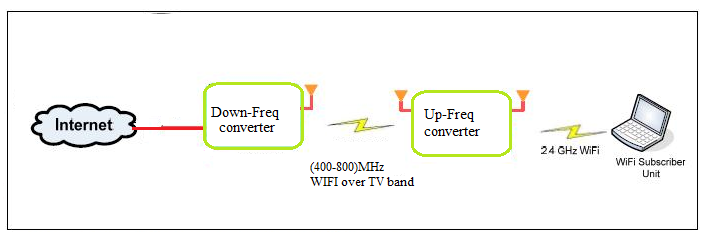 Internet
Down-Freq
converter
(400-800)MHz
WIFI over TV band
Up-Freq
converter
2.4 GHz WiFi
WiFi Subscriber
Unit